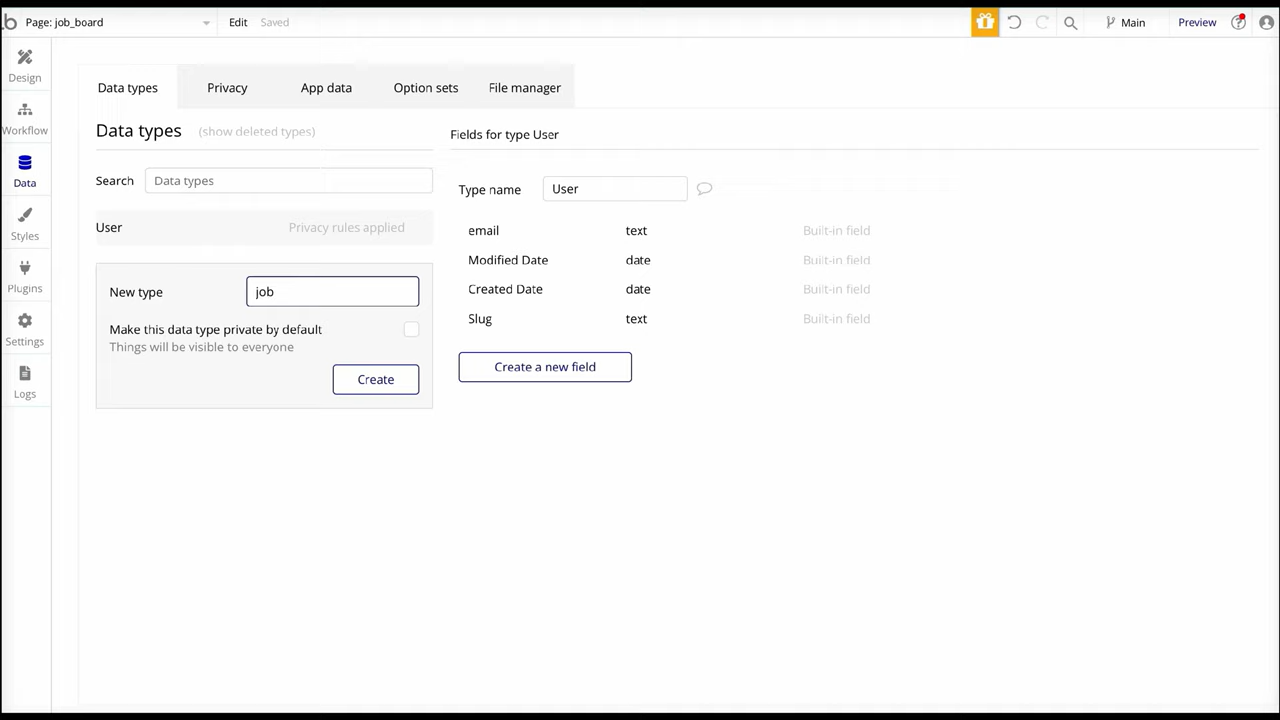 .b Page: job_board Edit Saved Main Preview
Design
Workflow
Data
Styles
Plugins
Settings
Logs
Data types Privacy App data Option sets File manager
Data types (show deleted types)
Search Data types
User Privacy rules applied
New type job
Make this data type private by default
Things will be visible to everyone
Create
Fields for type User
Type name User
email text Built-in field
Modified Date date Built-in field
Created Date date Built-in field
Slug text Built-in field
Create a new field